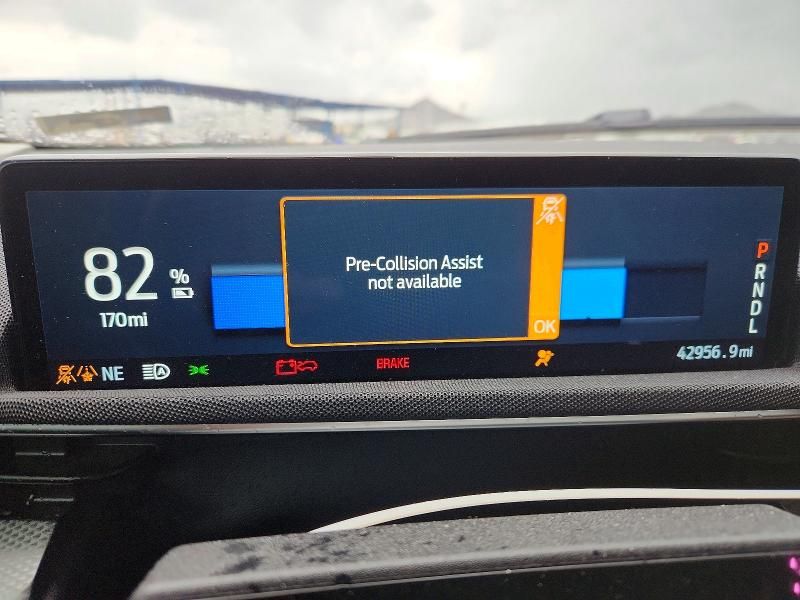 Pre-Collision Assist
not available
OK
82 %
170mi
P
R
N
D
L
NE
A
BRAKE
42956.9mi